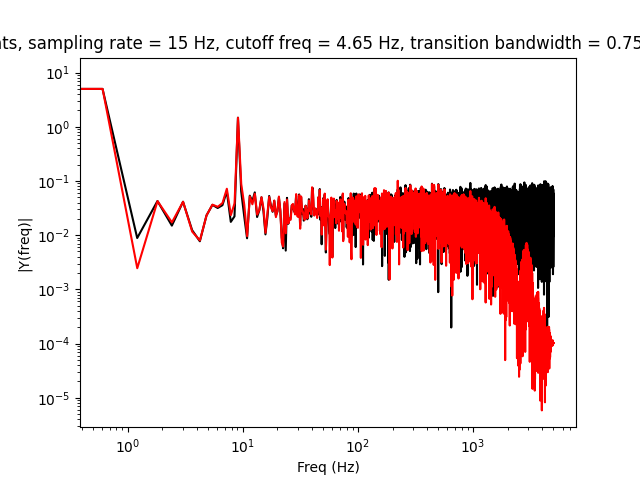 sampling rate = 15 Hz, cutoff freq = 4.65 Hz, transition bandwidth = 0.75
10¹
10⁰
10⁻¹
10⁻²
10⁻³
10⁻⁴
10⁻⁵
|Y(freq)|
10⁰ 10¹ 10² 10³
Freq (Hz)